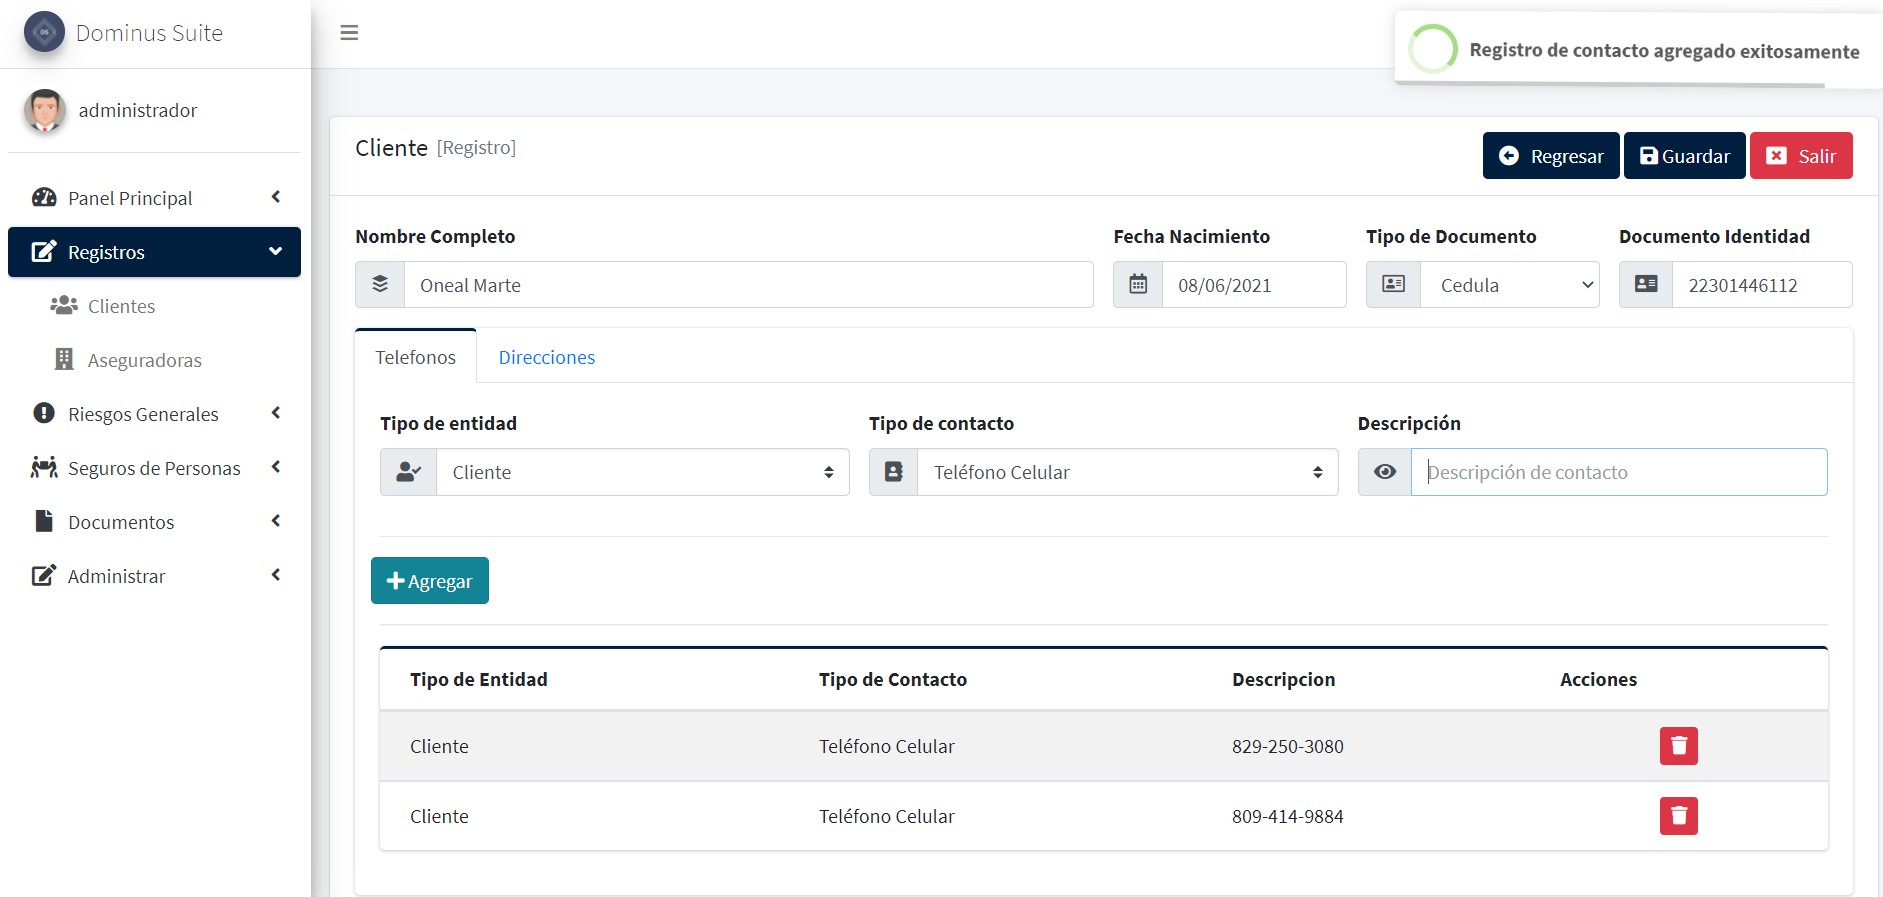 Dominus Suite
administrador
Panel Principal
Registros
Clientes
Aseguradoras
Riesgos Generales
Seguros de Personas
Documentos
Administrar
Registro de contacto agregado exitosamente
Cliente [Registro]
Regresar Guardar Salir
Nombre Completo Fecha Nacimiento Tipo de Documento Documento Identidad
Oneal Marte 08/06/2021 Cedula 22301446112
Telefonos Direcciones
Tipo de entidad Tipo de contacto Descripción
Cliente Teléfono Celular Descripción de contacto
Agregar
Tipo de Entidad Tipo de Contacto Descripcion Acciones
Cliente Teléfono Celular 829-250-3080
Cliente Teléfono Celular 809-414-9884